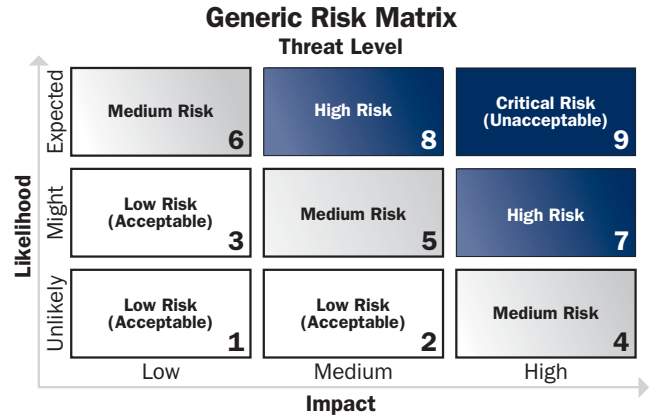 Generic Risk Matrix
Threat Level
Likelihood
Expected
Medium Risk
6
High Risk
8
Critical Risk
(Unacceptable)
9
Might
Low Risk
(Acceptable)
3
Medium Risk
5
High Risk
7
Unlikely
Low Risk
(Acceptable)
1
Low Risk
(Acceptable)
2
Medium Risk
4
Low
Medium
High
Impact